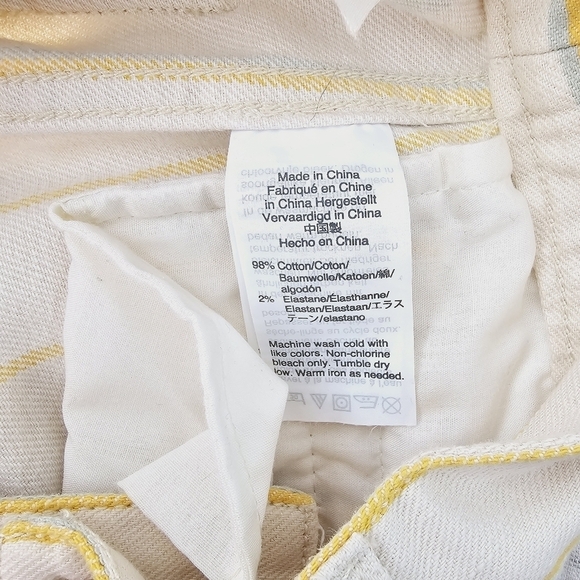 Made in China
Fabriqué en Chine
in China Hergestellt
Vervaardigd in China
中国製
Hecho en China
98% Cotton/Coton/
Baumwolle/Katoen/綿/
algodón
2% Elastane/Élasthanne/
Elastan/Elastaan/エラス
テーン/elastano
Machine wash cold with
like colors. Non-chlorine
bleach only. Tumble dry
low. Warm iron as needed.